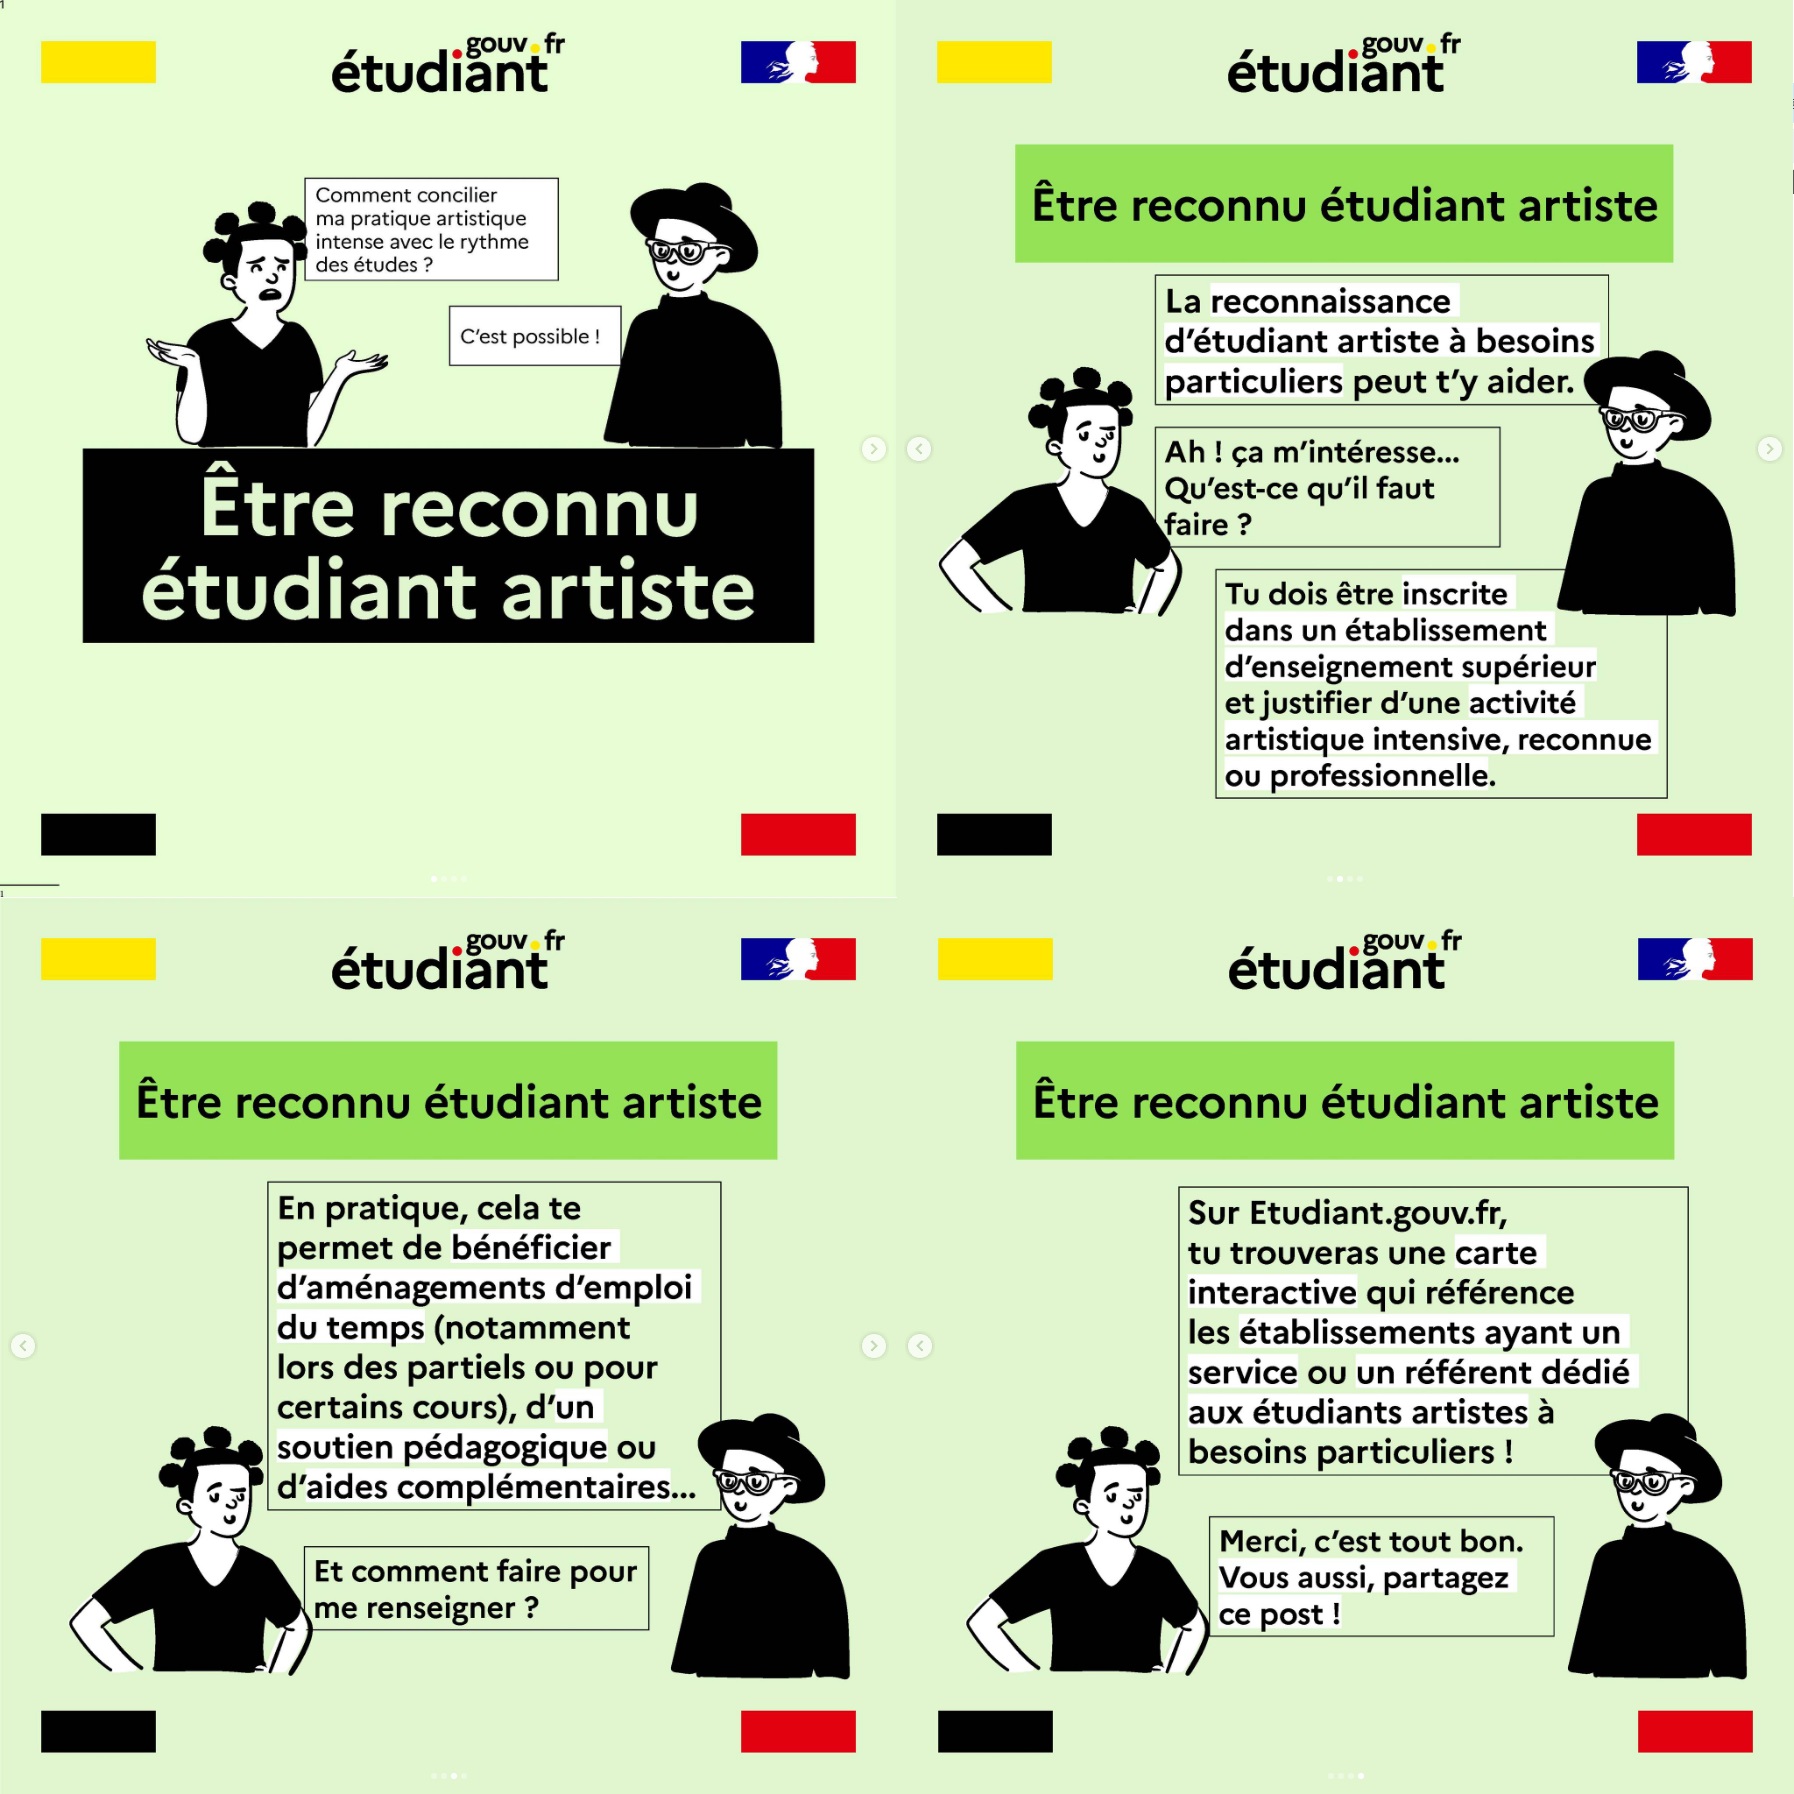 1
gouv.fr
étudiant
Comment concilier
ma pratique artistique
intense avec le rythme
des études ?
C'est possible !
Être reconnu
étudiant artiste
gouv.fr
étudiant
Être reconnu étudiant artiste
La reconnaissance
d'étudiant artiste à besoins
particuliers peut t'y aider.
Ah ! ça m'intéresse...
Qu'est-ce qu'il faut
faire ?
Tu dois être inscrite
dans un établissement
d'enseignement supérieur
et justifier d'une activité
artistique intensive, reconnue
ou professionnelle.
1
gouv.fr
étudiant
Être reconnu étudiant artiste
En pratique, cela te
permet de bénéficier
d'aménagements d'emploi
du temps (notamment
lors des partiels ou pour
certains cours), d'un
soutien pédagogique ou
d'aides complémentaires...
Et comment faire pour
me renseigner ?
gouv.fr
étudiant
Être reconnu étudiant artiste
Sur Etudiant.gouv.fr,
tu trouveras une carte
interactive qui référence
les établissements ayant un
service ou un référent dédié
aux étudiants artistes à
besoins particuliers !
Merci, c'est tout bon.
Vous aussi, partagez
ce post !